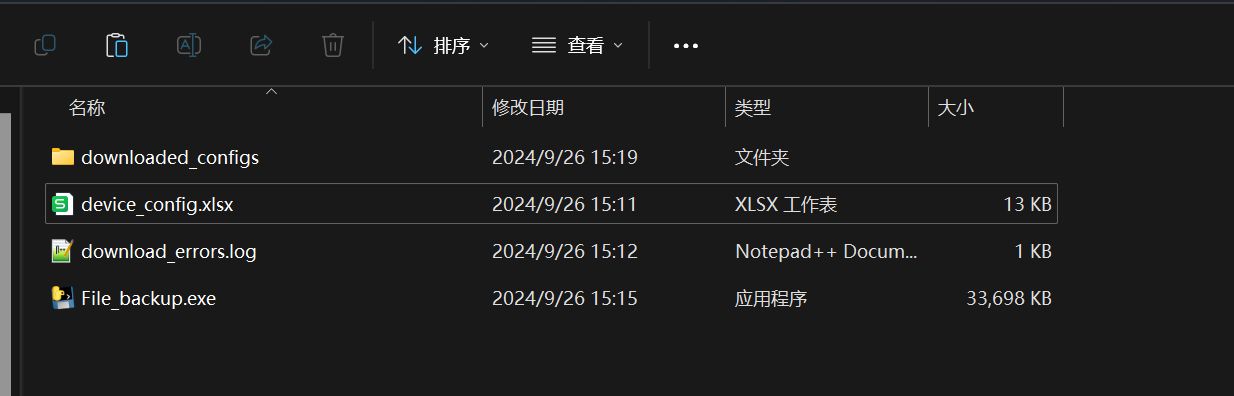 排序 查看
名称 修改日期 类型 大小
downloaded_configs 2024/9/26 15:19 文件夹
device_config.xlsx 2024/9/26 15:11 XLSX 工作表 13 KB
download_errors.log 2024/9/26 15:12 Notepad++ Docum... 1 KB
File_backup.exe 2024/9/26 15:15 应用程序 33,698 KB